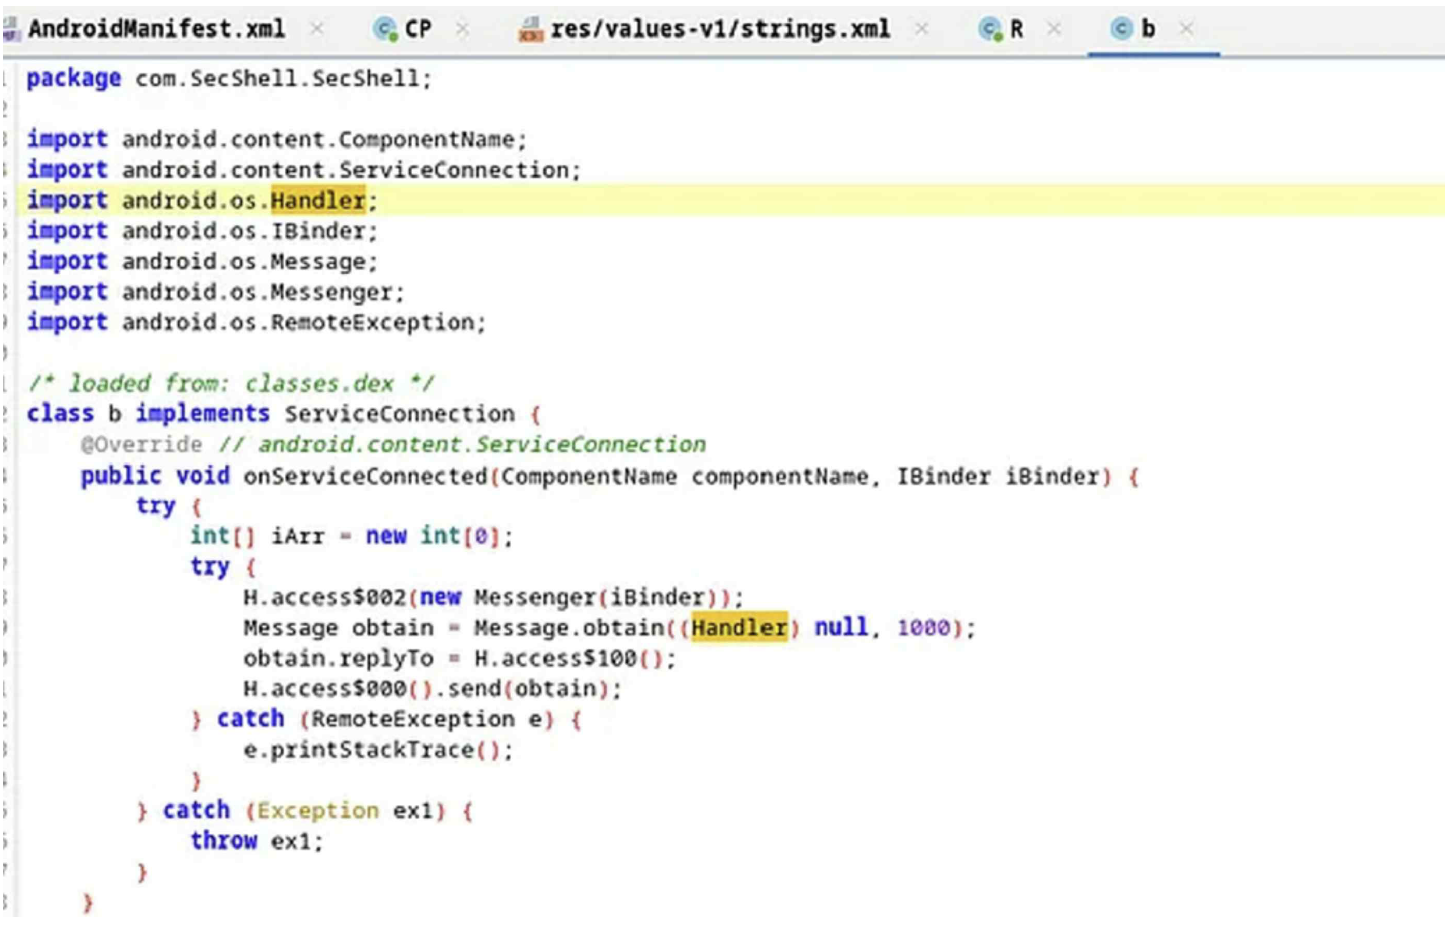 AndroidManifest.xml × CP × res/values-v1/strings.xml × R × b ×
package com.SecShell.SecShell;
import android.content.ComponentName;
import android.content.ServiceConnection;
import android.os.Handler;
import android.os.IBinder;
import android.os.Message;
import android.os.Messenger;
import android.os.RemoteException;
/* loaded from: classes.dex */
class b implements ServiceConnection {
@Override // android.content.ServiceConnection
public void onServiceConnected(ComponentName componentName, IBinder iBinder) {
try {
int[] iArr = new int[0];
try {
H.access$002(new Messenger(iBinder));
Message obtain = Message.obtain((Handler) null, 1000);
obtain.replyTo = H.access$100();
H.access$000().send(obtain);
} catch (RemoteException e) {
e.printStackTrace();
}
} catch (Exception ex1) {
throw ex1;
}
}